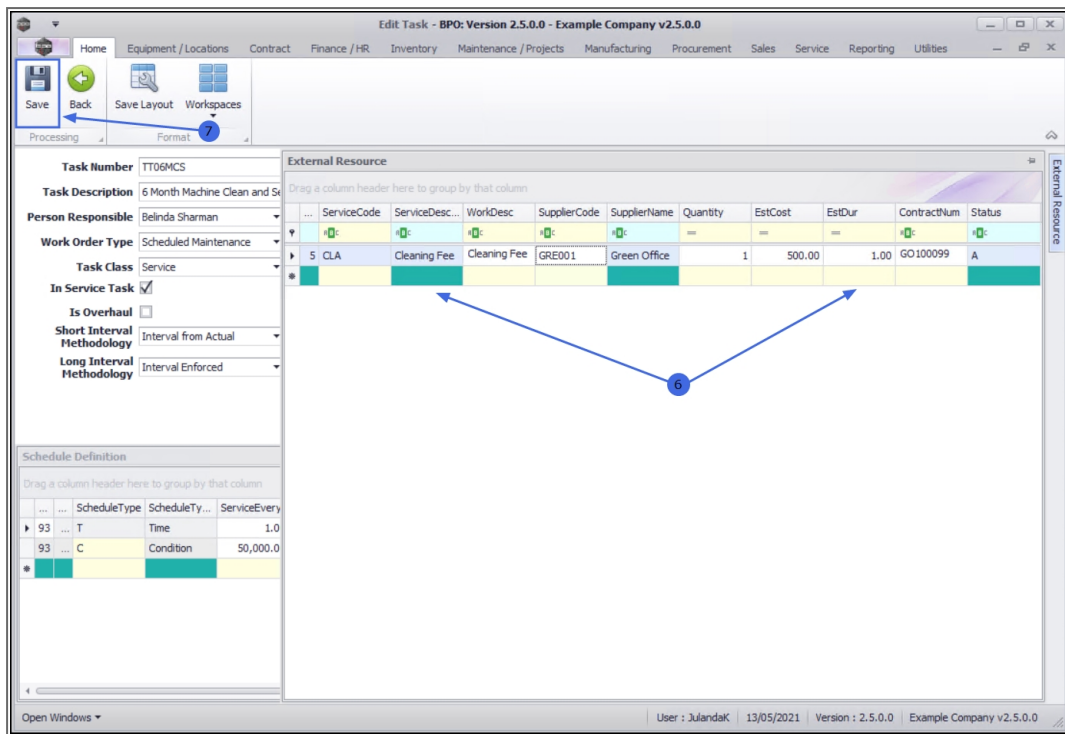 Edit Task - BPO: Version 2.5.0.0 - Example Company v2.5.0.0
Home Equipment / Locations Contract Finance / HR Inventory Maintenance / Projects Manufacturing Procurement Sales Service Reporting Utilities
Save Back Save Layout Workspaces
Processing Format
7
Task Number TT06MCS
Task Description 6 Month Machine Clean and Se
Person Responsible Belinda Sharman
Work Order Type Scheduled Maintenance
Task Class Service
In Service Task
Is Overhaul
Short Interval Methodology Interval from Actual
Long Interval Methodology Interval Enforced
External Resource
External Resource
Drag a column header here to group by that column
... ServiceCode ServiceDesc... WorkDesc SupplierCode SupplierName Quantity EstCost EstDur ContractNum Status
5 CLA Cleaning Fee Cleaning Fee GRE001 Green Office 1 500.00 1.00 GO100099 A
6
Schedule Definition
Drag a column header here to group by that column
... ... ScheduleType ScheduleTy... ServiceEvery
93 ... T Time 1.0
93 ... C Condition 50,000.0
Open Windows User : JulandaK 13/05/2021 Version : 2.5.0.0 Example Company v2.5.0.0